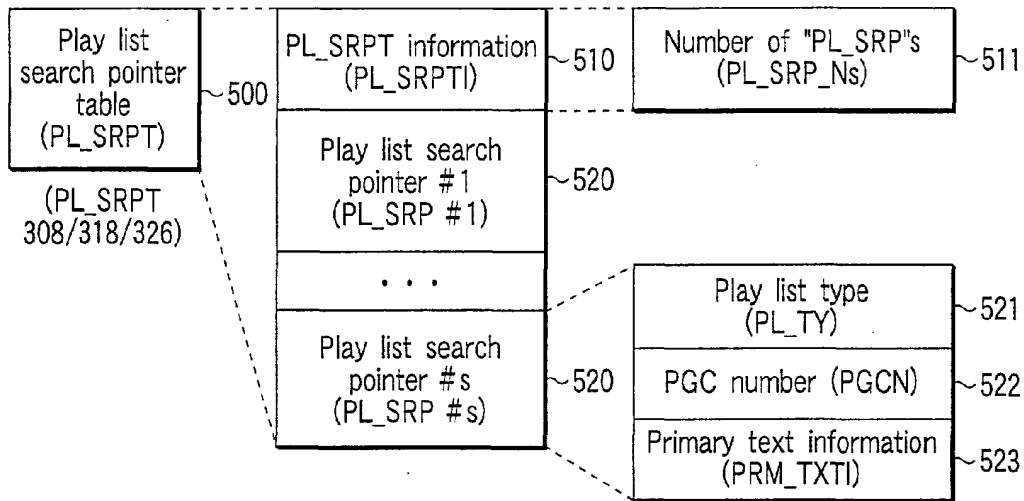 Play list
search pointer
table
(PL_SRPT)
500
(PL_SRPT
308/318/326)
PL_SRPT information
(PL_SRPTI)
510
Play list search
pointer #1
(PL_SRP #1)
520
· · ·
Play list search
pointer #s
(PL_SRP #s)
520
Number of "PL_SRP"s
(PL_SRP_Ns)
511
Play list type
(PL_TY)
521
PGC number (PGCN)
522
Primary text information
(PRM_TXTI)
523